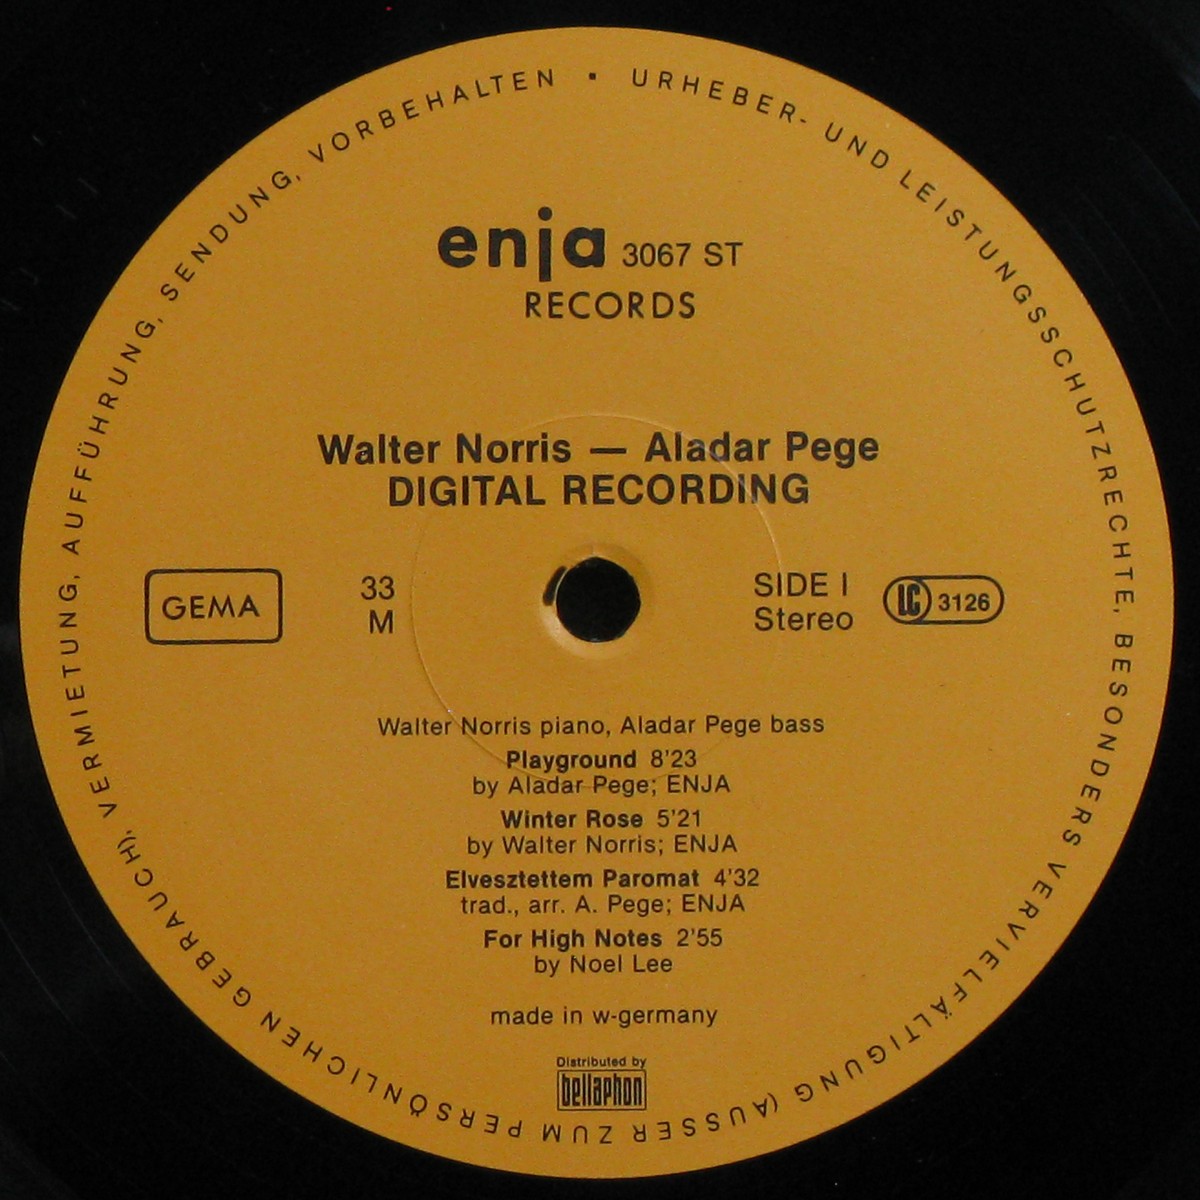 URHEBER- UND LEISTUNGSSCHUTZRECHTE, BESONDERS VERVIELFÄLTIGUNG (AUSSER ZUM PERSÖNLICHEN GEBRAUCH), VERMIETUNG, AUFFÜHRUNG, SENDUNG, VORBEHALTEN ▪
enja 3067 ST
RECORDS
Walter Norris — Aladar Pege
DIGITAL RECORDING
GEMA
33
M
SIDE I
Stereo
LC 3126
Walter Norris piano, Aladar Pege bass
Playground 8'23
by Aladar Pege; ENJA
Winter Rose 5'21
by Walter Norris; ENJA
Elvesztettem Paromat 4'32
trad., arr. A. Pege; ENJA
For High Notes 2'55
by Noel Lee
made in w-germany
Distributed by
bellaphon